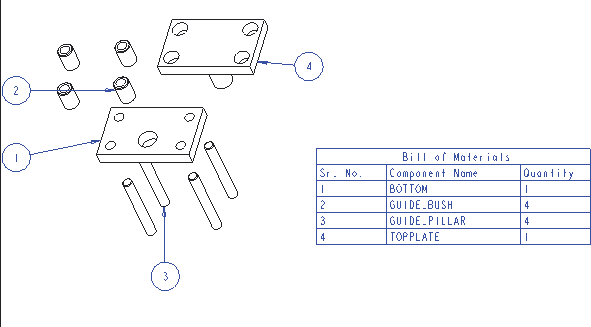 4
2
1
3
Bill of Materials
Sr. No. Component Name Quantity
1 BOTTOM 1
2 GUIDE_BUSH 4
3 GUIDE_PILLAR 4
4 TOPPLATE 1